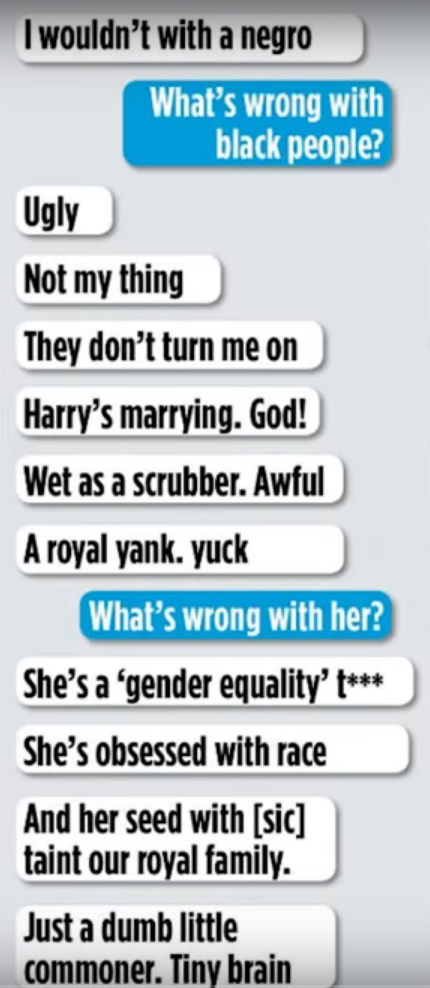 I wouldn't with a negro
What's wrong with
black people?
Ugly
Not my thing
They don't turn me on
Harry's marrying. God!
Wet as a scrubber. Awful
A royal yank. yuck
What's wrong with her?
She's a ‘gender equality’ t***
She's obsessed with race
And her seed with [sic]
taint our royal family.
Just a dumb little
commoner. Tiny brain